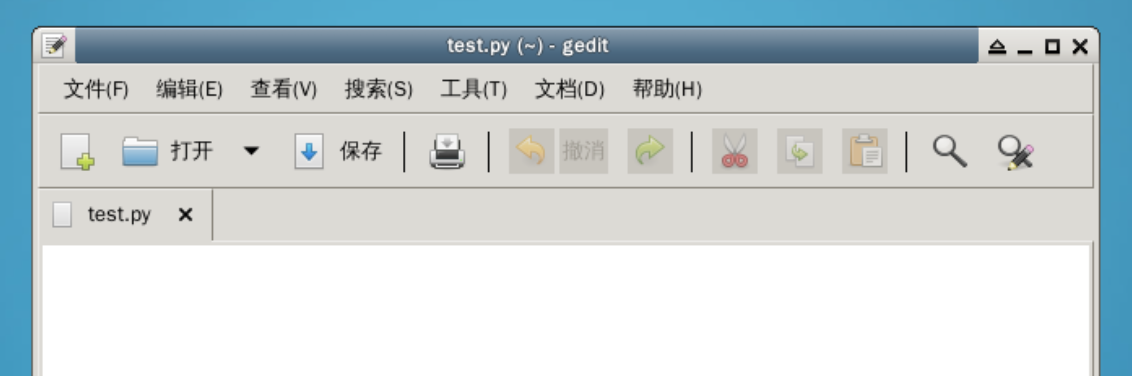 test.py (~) - gedit
文件(F) 编辑(E) 查看(V) 搜索(S) 工具(T) 文档(D) 帮助(H)
打开 保存 撤消
test.py